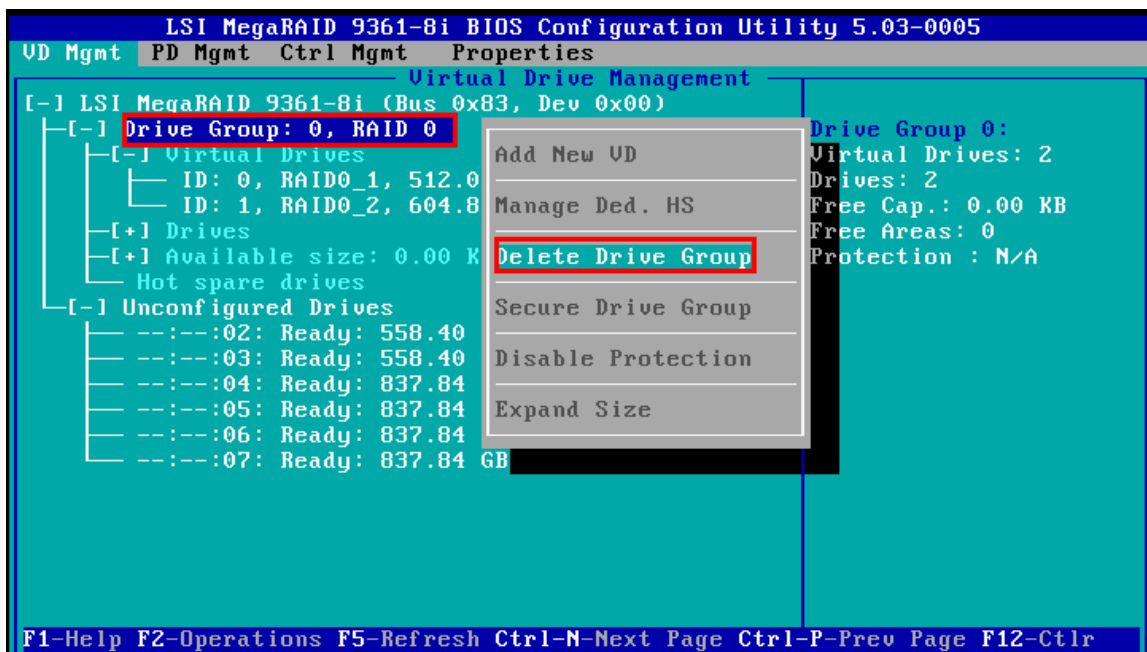 LSI MegaRAID 9361-8i BIOS Configuration Utility 5.03-0005
VD Mgmt PD Mgmt Ctrl Mgmt Properties
Virtual Drive Management
[-] LSI MegaRAID 9361-8i (Bus 0x83, Dev 0x00)
[-] Drive Group: 0, RAID 0
[-] Virtual Drives
ID: 0, RAID0_1, 512.0
ID: 1, RAID0_2, 604.8
[+] Drives
[+] Available size: 0.00 K
Hot spare drives
[-] Unconfigured Drives
--:--:02: Ready: 558.40
--:--:03: Ready: 558.40
--:--:04: Ready: 837.84
--:--:05: Ready: 837.84
--:--:06: Ready: 837.84
--:--:07: Ready: 837.84 GB
Add New VD
Manage Ded. HS
Delete Drive Group
Secure Drive Group
Disable Protection
Expand Size
Drive Group 0:
Virtual Drives: 2
Drives: 2
Free Cap.: 0.00 KB
Free Areas: 0
Protection : N/A
F1-Help F2-Operations F5-Refresh Ctrl-N-Next Page Ctrl-P-Prev Page F12-Ctlr